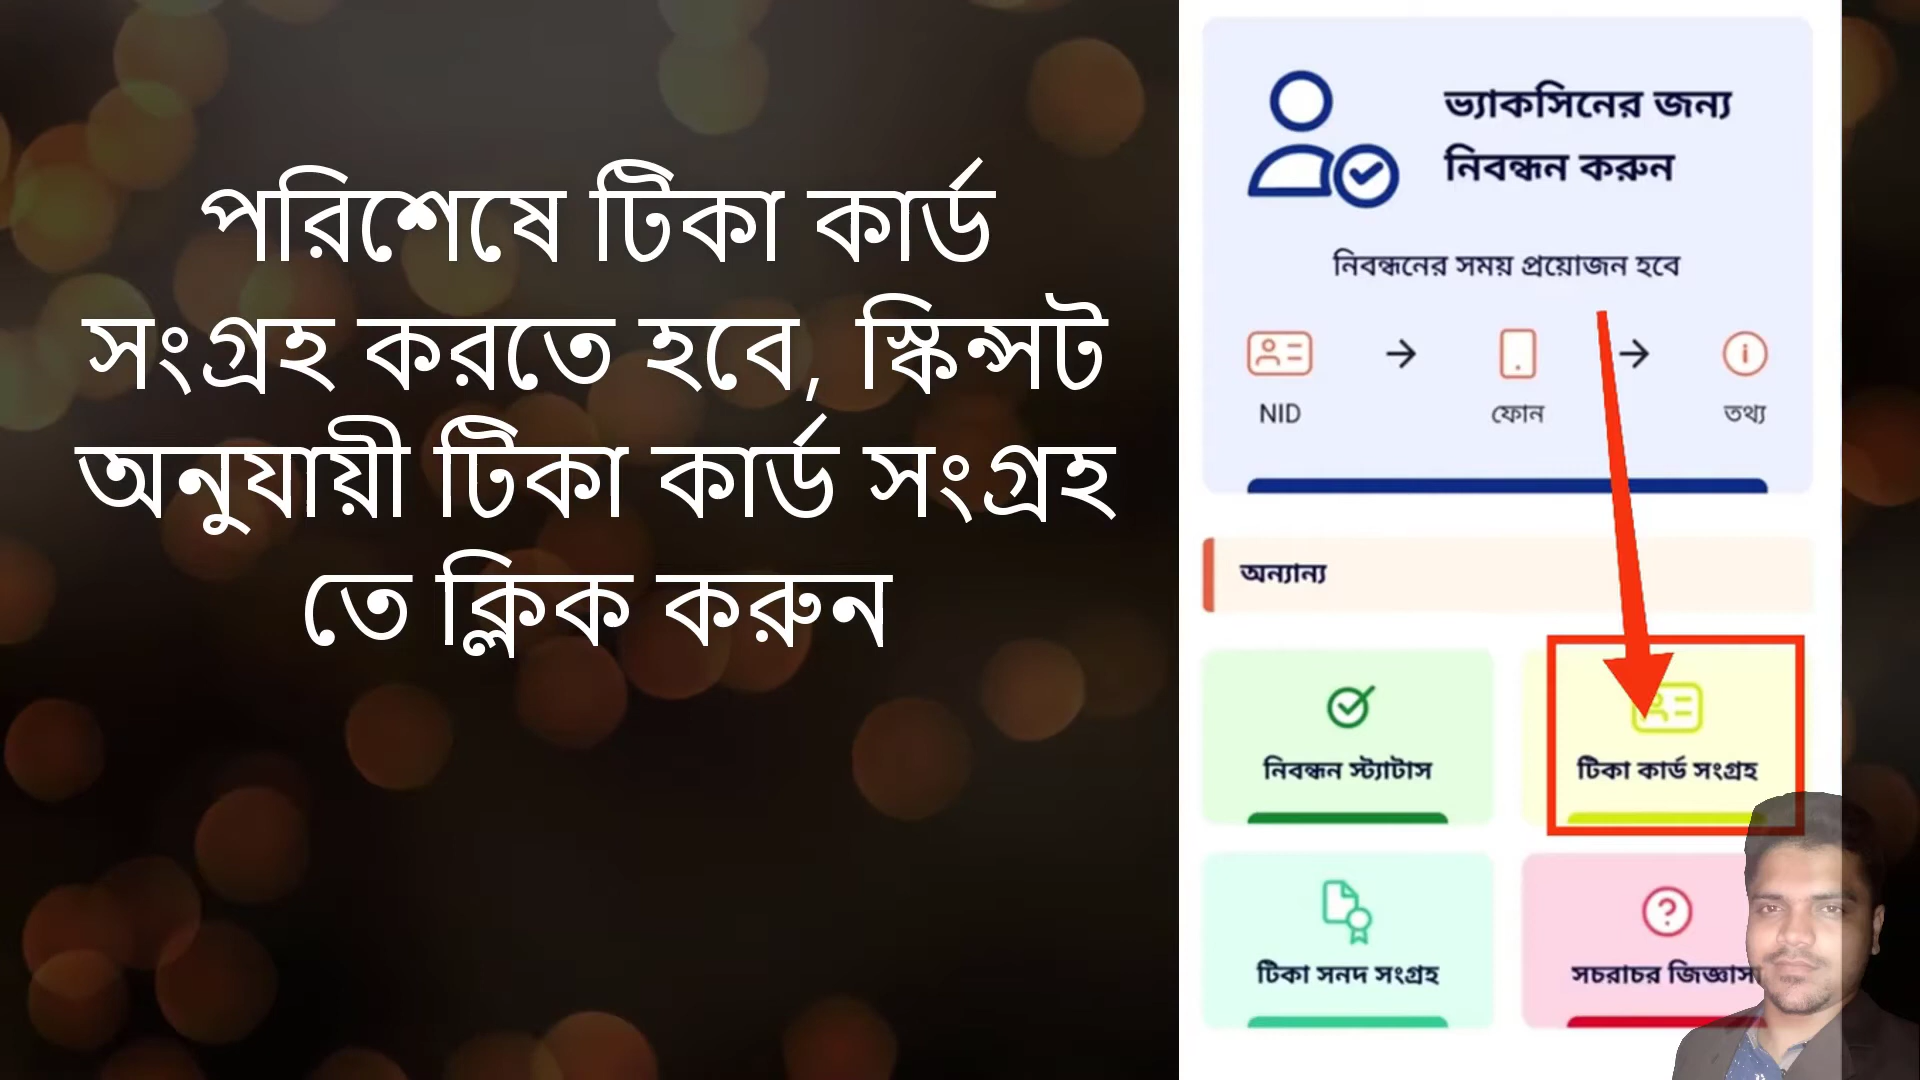 পরিশেষে টিকা কার্ড
সংগ্রহ করতে হবে, স্কিন্সট
অনুযায়ী টিকা কার্ড সংগ্রহ
তে ক্লিক করুন
ভ্যাকসিনের জন্য
নিবন্ধন করুন
নিবন্ধনের সময় প্রয়োজন হবে
NID
ফোন
তথ্য
অন্যান্য
নিবন্ধন স্ট্যাটাস
টিকা কার্ড সংগ্রহ
টিকা সনদ সংগ্রহ
সচরাচর জিজ্ঞাসা